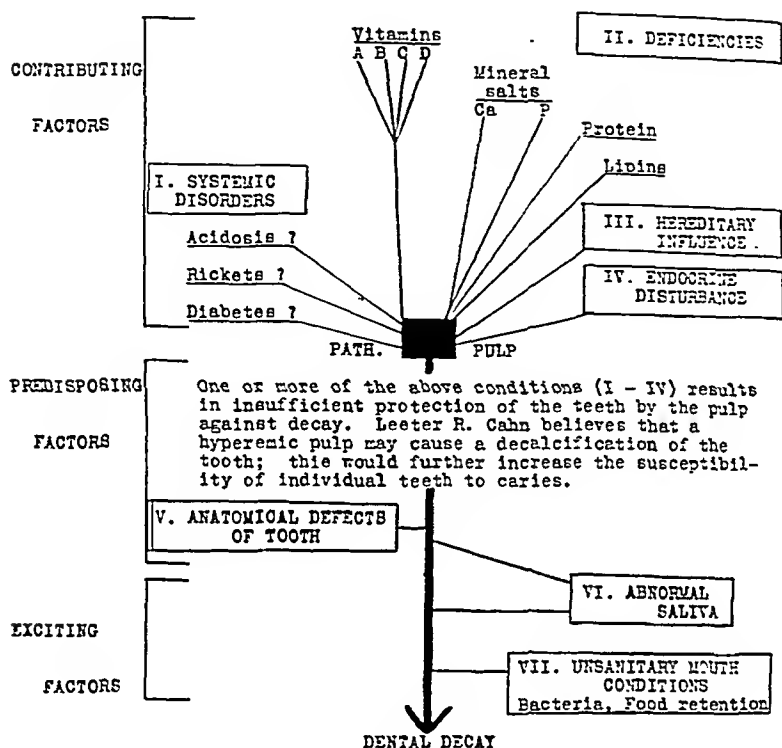 Vitamins
A B C D
II. DEFICIENCIES
CONTRIBUTING
FACTORS
Mineral
salts
Ca P
Protein
Lipins
I. SYSTEMIC
DISORDERS
III. HEREDITARY
INFLUENCE.
Acidosis ?
Rickets ?
Diabetes ?
IV. ENDOCRINE
DISTURBANCE
PATH. PULP
PREDISPOSING
FACTORS
One or more of the above conditions (I - IV) results
in insufficient protection of the teeth by the pulp
against decay. Leeter R. Cahn believes that a
hyperemic pulp may cause a decalcification of the
tooth; thie would further increase the susceptibil-
ity of individual teeth to caries.
V. ANATOMICAL DEFECTS
OF TOOTH
VI. ABNORMAL
SALIVA
EXCITING
FACTORS
VII. UNSANITARY MOUTH
CONDITIONS
Bacteria, Food retention
DENTAL DECAY